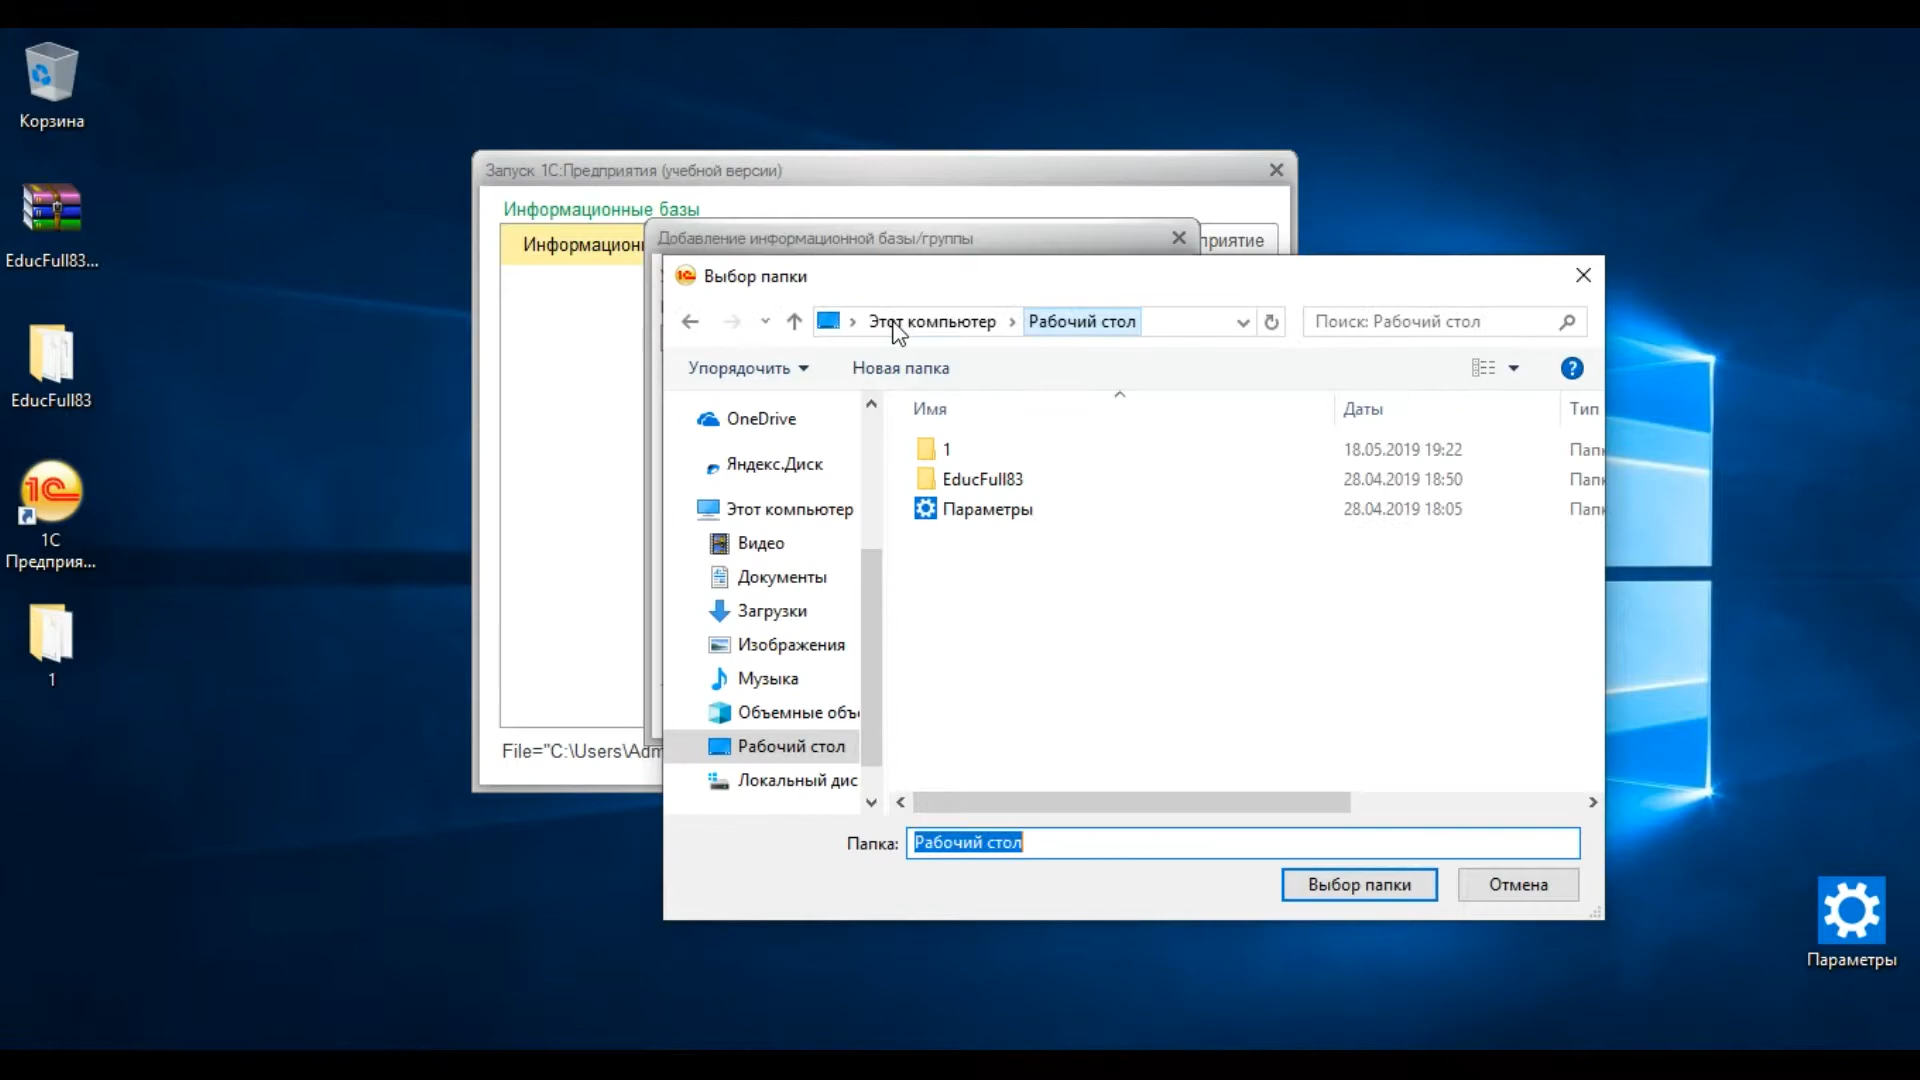 Корзина
EducFull83...
EducFull83
1С
Предприя...
1
Запуск 1С:Предприятия (учебной версии)
Информационные базы
Информацион
приятие
File="C:\Users\Adm
Добавление информационной базы/группы
Выбор папки
Этот компьютер
Рабочий стол
Поиск: Рабочий стол
Упорядочить
Новая папка
OneDrive
Яндекс.Диск
Этот компьютер
Видео
Документы
Загрузки
Изображения
Музыка
Объемные объ
Рабочий стол
Локальный дис
Имя
Даты
Тип
1
18.05.2019 19:22
Пап
EducFull83
28.04.2019 18:50
Пап
Параметры
28.04.2019 18:05
Пап
Папка:
Рабочий стол
Выбор папки
Отмена
Параметры